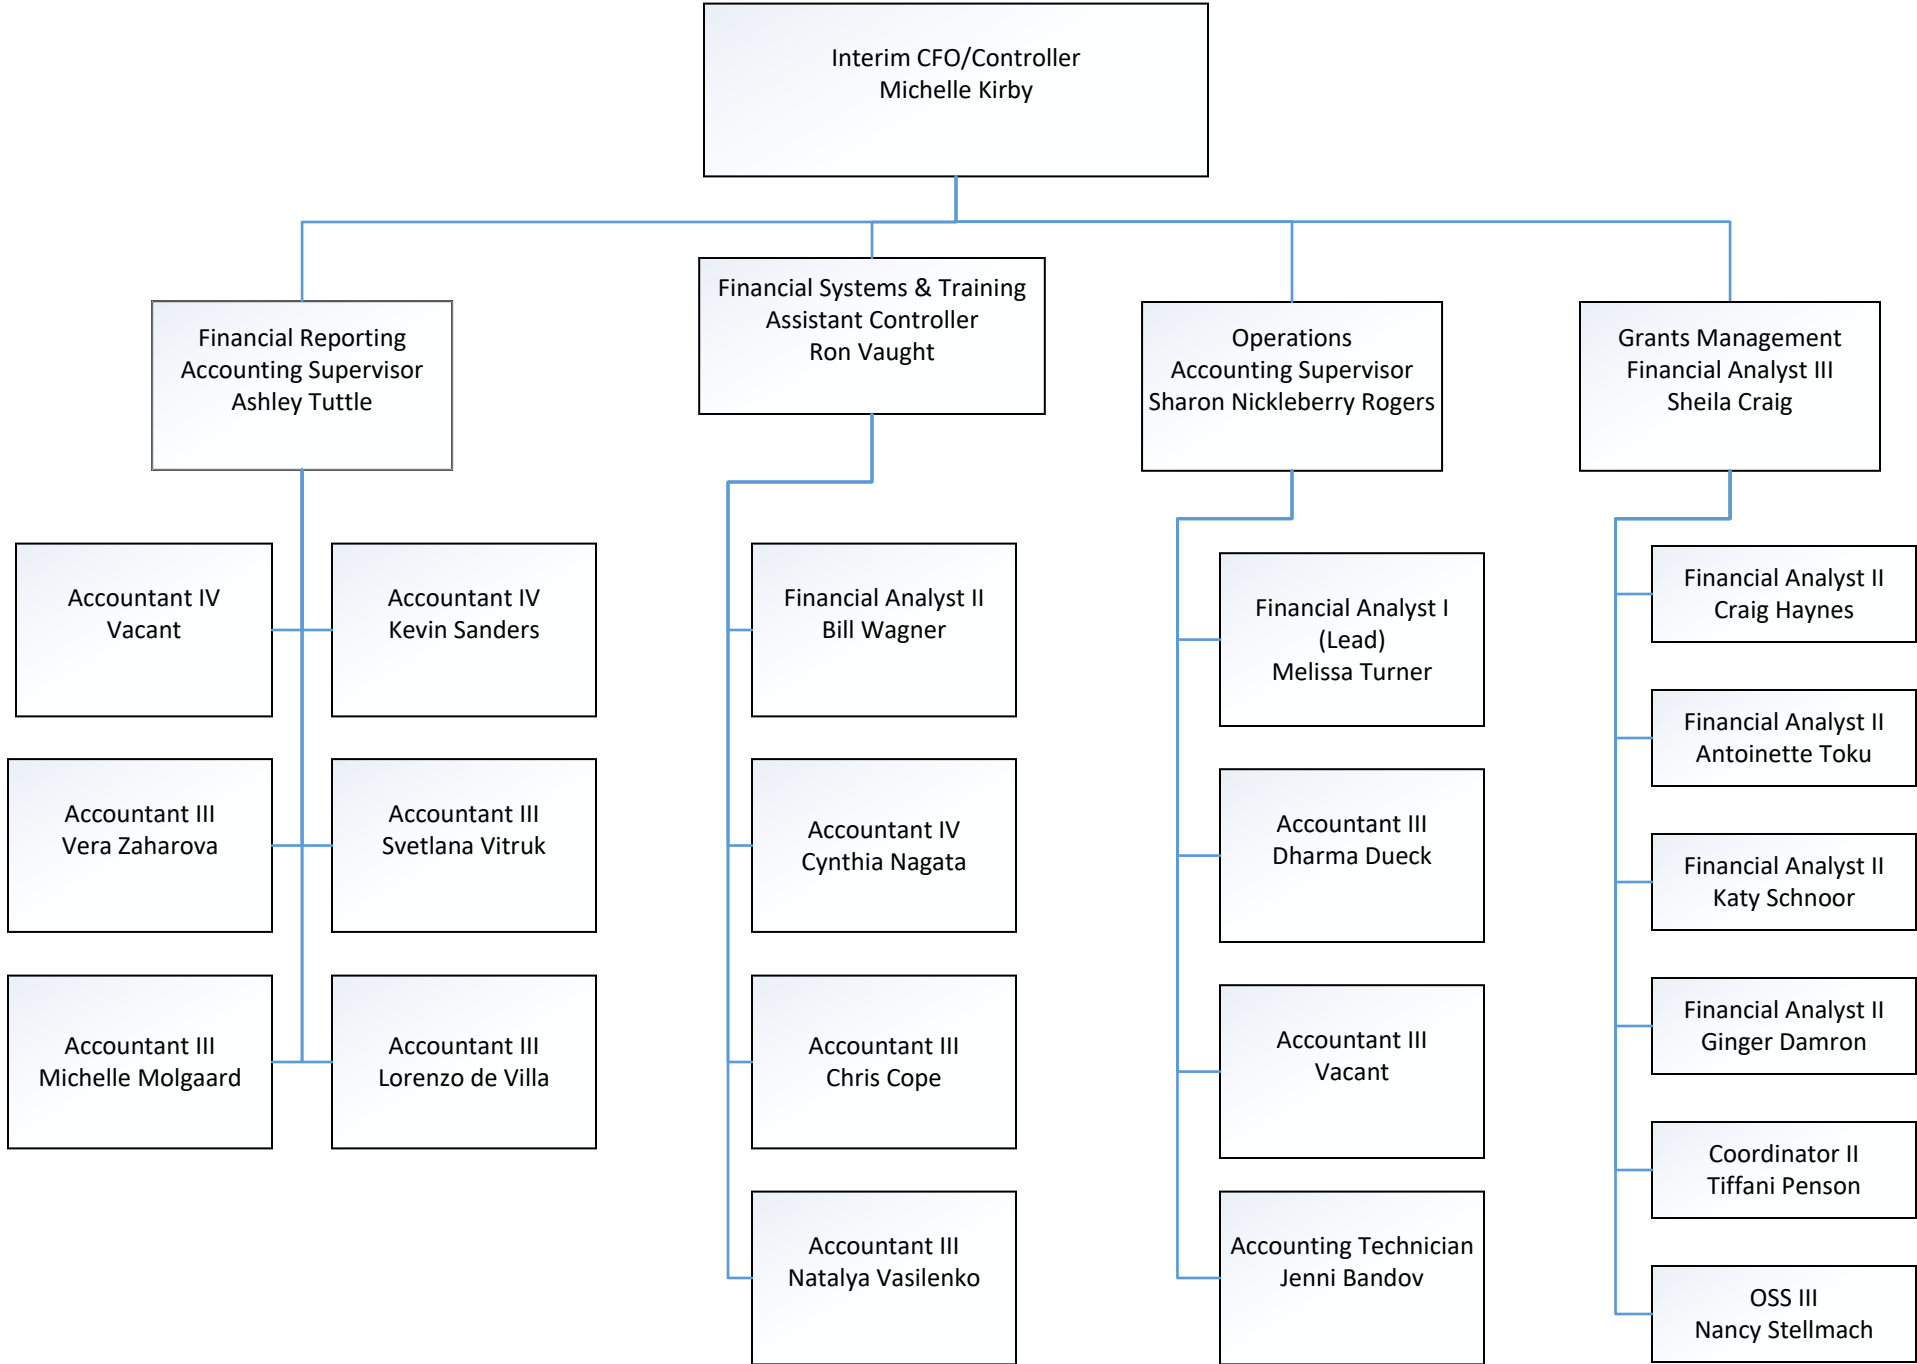 Interim CFO/Controller
Michelle Kirby
Financial Reporting
Accounting Supervisor
Ashley Tuttle
Financial Systems & Training
Assistant Controller
Ron Vaught
Operations
Accounting Supervisor
Sharon Nickleberry Rogers
Grants Management
Financial Analyst III
Sheila Craig
Accountant IV
Vacant
Accountant IV
Kevin Sanders
Accountant III
Vera Zaharova
Accountant III
Svetlana Vitruk
Accountant III
Michelle Molgaard
Accountant III
Lorenzo de Villa
Financial Analyst II
Bill Wagner
Accountant IV
Cynthia Nagata
Accountant III
Chris Cope
Accountant III
Natalya Vasilenko
Financial Analyst I
(Lead)
Melissa Turner
Accountant III
Dharma Dueck
Accountant III
Vacant
Accounting Technician
Jenni Bandov
Financial Analyst II
Craig Haynes
Financial Analyst II
Antoinette Toku
Financial Analyst II
Katy Schnoor
Financial Analyst II
Ginger Damron
Coordinator II
Tiffani Penson
OSS III
Nancy Stellmach